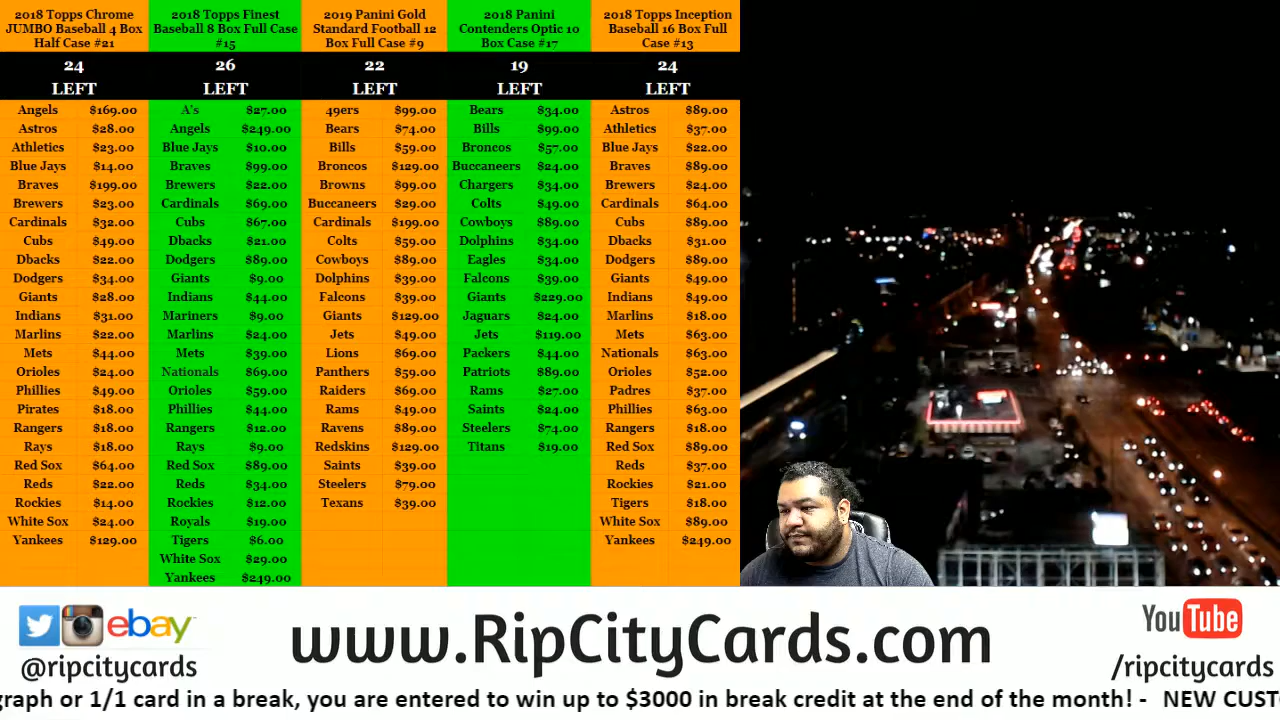 2018 Topps Chrome
JUMBO Baseball 4 Box
Half Case #21
24
LEFT
Angels $169.00
Astros $28.00
Athletics $23.00
Blue Jays $14.00
Braves $199.00
Brewers $23.00
Cardinals $32.00
Cubs $49.00
Dbacks $22.00
Dodgers $34.00
Giants $28.00
Indians $31.00
Marlins $22.00
Mets $44.00
Orioles $24.00
Phillies $49.00
Pirates $18.00
Rangers $18.00
Rays $18.00
Red Sox $64.00
Reds $22.00
Rockies $14.00
White Sox $24.00
Yankees $129.00
2018 Topps Finest
Baseball 8 Box Full Case
#15
26
LEFT
A's $27.00
Angels $249.00
Blue Jays $10.00
Braves $99.00
Brewers $22.00
Cardinals $69.00
Cubs $67.00
Dbacks $21.00
Dodgers $89.00
Giants $9.00
Indians $44.00
Mariners $9.00
Marlins $24.00
Mets $39.00
Nationals $69.00
Orioles $59.00
Phillies $44.00
Rangers $12.00
Rays $9.00
Red Sox $89.00
Reds $34.00
Rockies $12.00
Royals $19.00
Tigers $6.00
White Sox $29.00
Yankees $249.00
2019 Panini Gold
Standard Football 12
Box Full Case #9
22
LEFT
49ers $99.00
Bears $74.00
Bills $59.00
Broncos $129.00
Browns $99.00
Buccaneers $29.00
Cardinals $199.00
Colts $59.00
Cowboys $89.00
Dolphins $39.00
Falcons $39.00
Giants $129.00
Jets $49.00
Lions $69.00
Panthers $59.00
Raiders $69.00
Rams $49.00
Ravens $89.00
Redskins $129.00
Saints $39.00
Steelers $79.00
Texans $39.00
2018 Panini
Contenders Optic 10
Box Case #17
19
LEFT
Bears $34.00
Bills $99.00
Broncos $57.00
Buccaneers $24.00
Chargers $34.00
Colts $49.00
Cowboys $89.00
Dolphins $34.00
Eagles $34.00
Falcons $39.00
Giants $229.00
Jaguars $24.00
Jets $119.00
Packers $44.00
Patriots $89.00
Rams $27.00
Saints $24.00
Steelers $74.00
Titans $19.00
2018 Topps Inception
Baseball 16 Box Full
Case #13
24
LEFT
Astros $89.00
Athletics $37.00
Blue Jays $22.00
Braves $89.00
Brewers $24.00
Cardinals $64.00
Cubs $89.00
Dbacks $31.00
Dodgers $89.00
Giants $49.00
Indians $49.00
Marlins $18.00
Mets $63.00
Nationals $63.00
Orioles $52.00
Padres $37.00
Phillies $63.00
Rangers $18.00
Red Sox $89.00
Reds $37.00
Rockies $21.00
Tigers $18.00
White Sox $89.00
Yankees $249.00
ebay
@ripcitycards
www.RipCityCards.com
YouTube
/ripcitycards
graph or 1/1 card in a break, you are entered to win up to $3000 in break credit at the end of the month! - NEW CUST